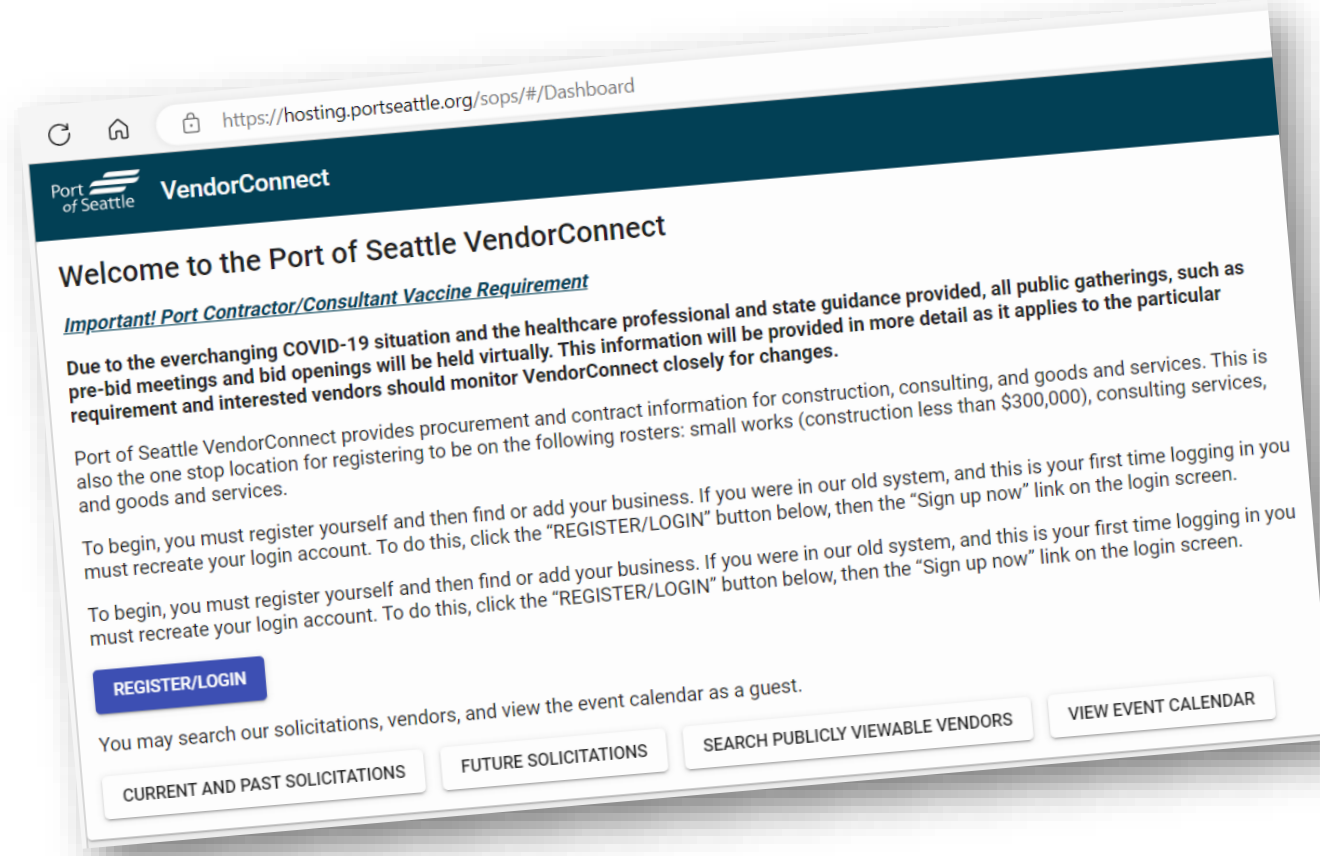 https://hosting.portseattle.org/sops/#/Dashboard
Port
of Seattle
VendorConnect
Welcome to the Port of Seattle VendorConnect
Important! Port Contractor/Consultant Vaccine Requirement
Due to the everchanging COVID-19 situation and the healthcare professional and state guidance provided, all public gatherings, such as
pre-bid meetings and bid openings will be held virtually. This information will be provided in more detail as it applies to the particular
requirement and interested vendors should monitor VendorConnect closely for changes.
Port of Seattle VendorConnect provides procurement and contract information for construction, consulting, and goods and services. This is
also the one stop location for registering to be on the following rosters: small works (construction less than $300,000), consulting services,
and goods and services.
To begin, you must register yourself and then find or add your business. If you were in our old system, and this is your first time logging in you
must recreate your login account. To do this, click the “REGISTER/LOGIN” button below, then the “Sign up now” link on the login screen.
To begin, you must register yourself and then find or add your business. If you were in our old system, and this is your first time logging in you
must recreate your login account. To do this, click the “REGISTER/LOGIN” button below, then the “Sign up now” link on the login screen.
REGISTER/LOGIN
You may search our solicitations, vendors, and view the event calendar as a guest.
CURRENT AND PAST SOLICITATIONS
FUTURE SOLICITATIONS
SEARCH PUBLICLY VIEWABLE VENDORS
VIEW EVENT CALENDAR